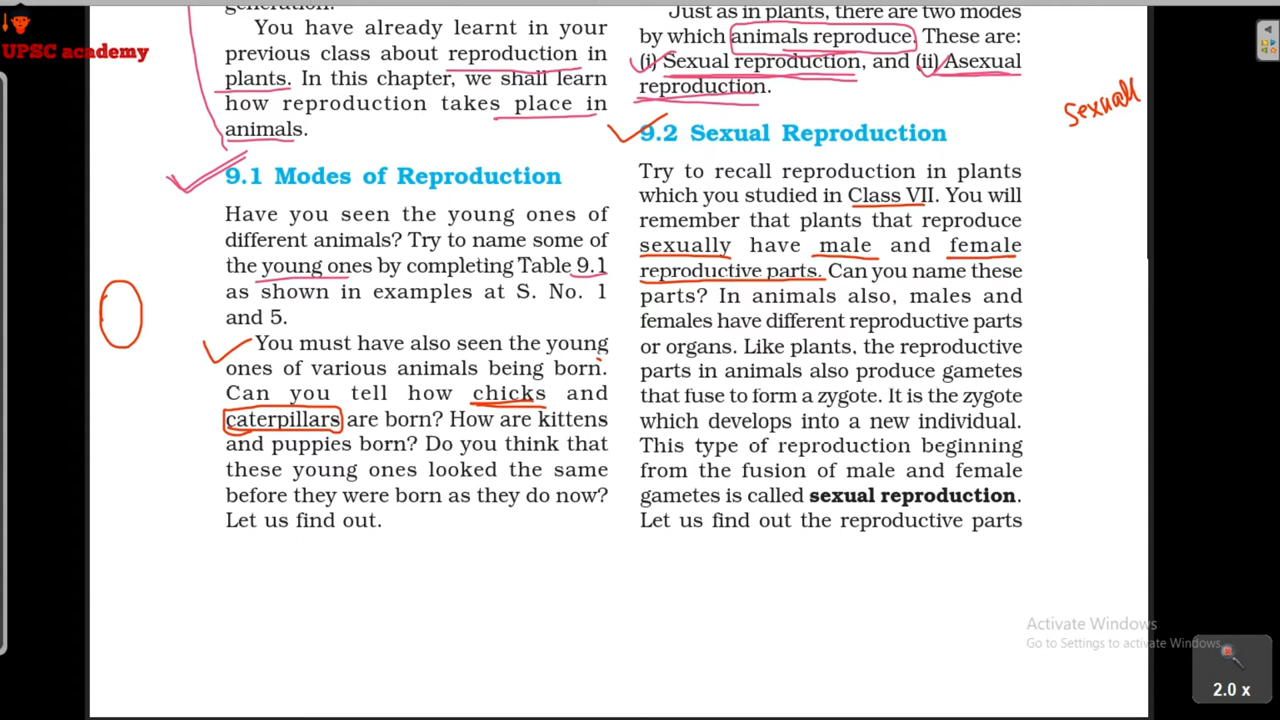 UPSC academy
generation.
You have already learnt in your
previous class about reproduction in
plants. In this chapter, we shall learn
how reproduction takes place in
animals.
9.1 Modes of Reproduction
Have you seen the young ones of
different animals? Try to name some of
the young ones by completing Table 9.1
as shown in examples at S. No. 1
and 5.
You must have also seen the young
ones of various animals being born.
Can you tell how chicks and
caterpillars are born? How are kittens
and puppies born? Do you think that
these young ones looked the same
before they were born as they do now?
Let us find out.
Just as in plants, there are two modes
by which animals reproduce. These are:
(i) Sexual reproduction, and (ii) Asexual
reproduction.
9.2 Sexual Reproduction
Try to recall reproduction in plants
which you studied in Class VII. You will
remember that plants that reproduce
sexually have male and female
reproductive parts. Can you name these
parts? In animals also, males and
females have different reproductive parts
or organs. Like plants, the reproductive
parts in animals also produce gametes
that fuse to form a zygote. It is the zygote
which develops into a new individual.
This type of reproduction beginning
from the fusion of male and female
gametes is called sexual reproduction.
Let us find out the reproductive parts
Activate Windows
Go to Settings to activate Windows.
2.0 x